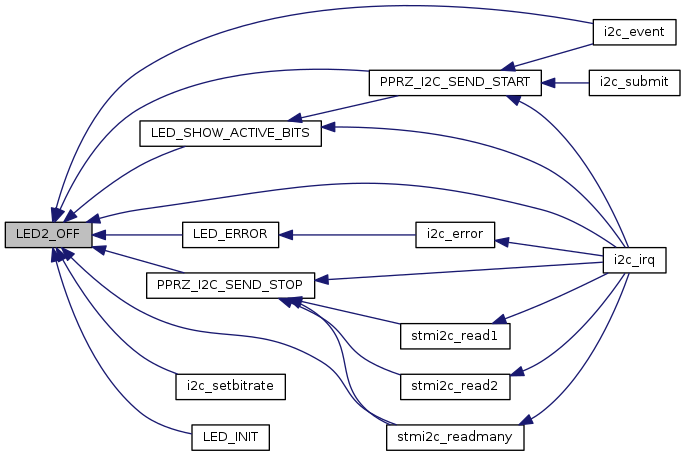 i2c_event
PPRZ_I2C_SEND_START
i2c_submit
LED_SHOW_ACTIVE_BITS
LED2_OFF
LED_ERROR
i2c_error
i2c_irq
PPRZ_I2C_SEND_STOP
stmi2c_read1
i2c_setbitrate
stmi2c_read2
LED_INIT
stmi2c_readmany